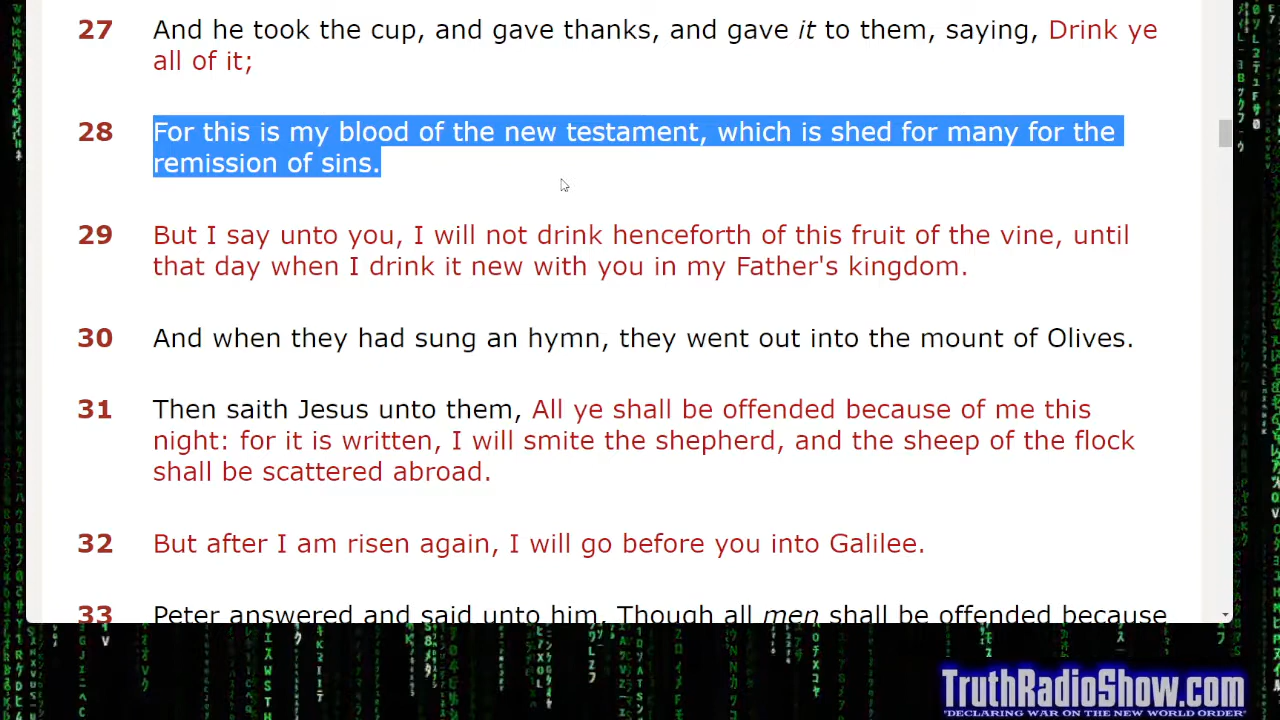 27 And he took the cup, and gave thanks, and gave it to them, saying, Drink ye
all of it;
28 For this is my blood of the new testament, which is shed for many for the
remission of sins.
29 But I say unto you, I will not drink henceforth of this fruit of the vine, until
that day when I drink it new with you in my Father's kingdom.
30 And when they had sung an hymn, they went out into the mount of Olives.
31 Then saith Jesus unto them, All ye shall be offended because of me this
night: for it is written, I will smite the shepherd, and the sheep of the flock
shall be scattered abroad.
32 But after I am risen again, I will go before you into Galilee.
33 Peter answered and said unto him, Though all men shall be offended because
TruthRadioShow.com
"DECLARING WAR ON THE NEW WORLD ORDER"